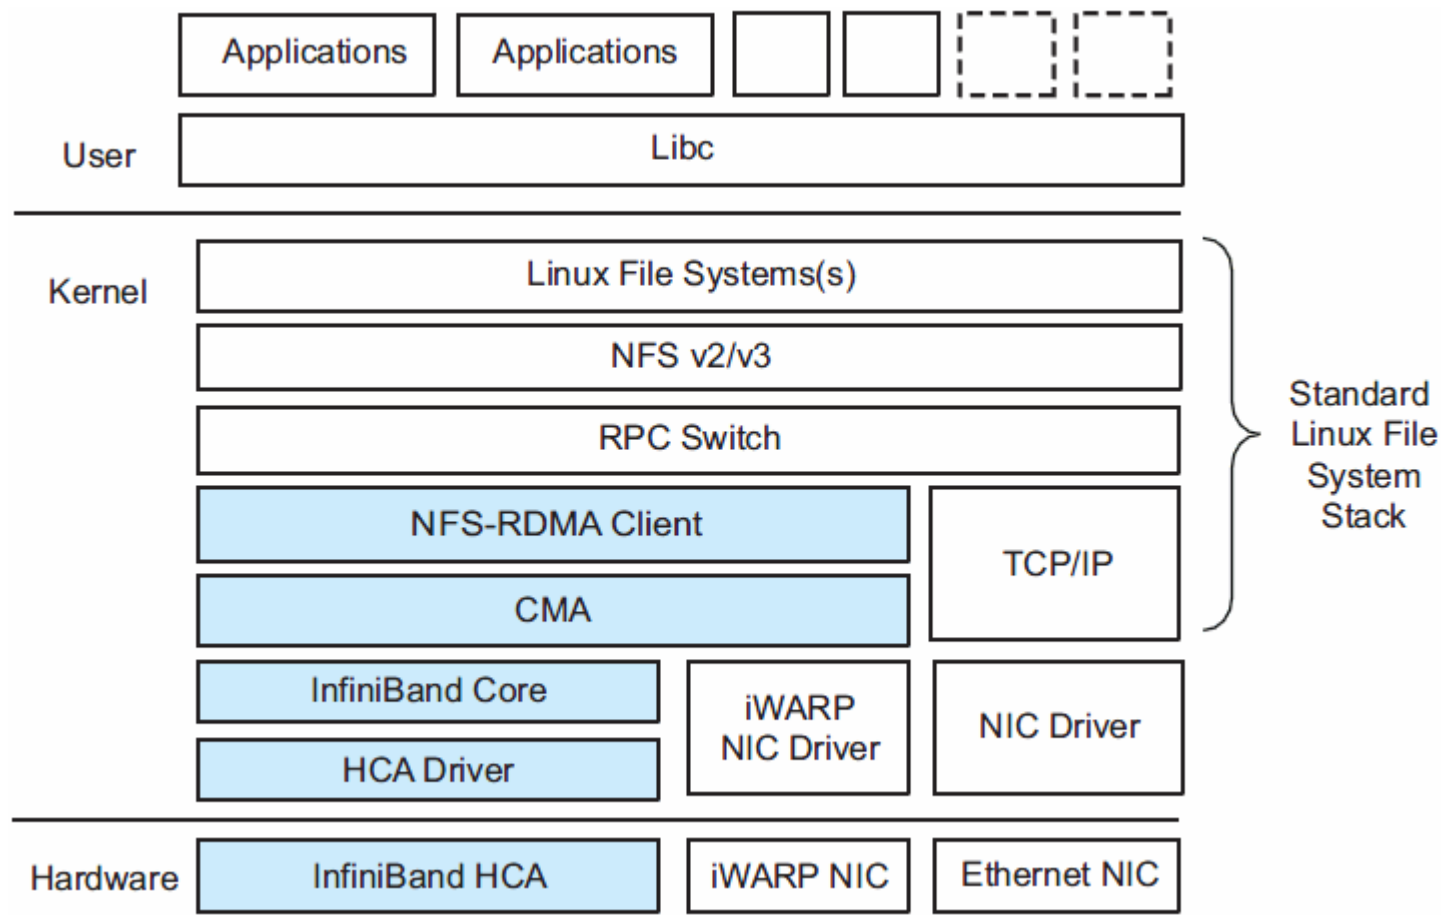 Applications
Applications
User
Libc
Kernel
Linux File Systems(s)
NFS v2/v3
RPC Switch
NFS-RDMA Client
TCP/IP
CMA
Standard
Linux File
System
Stack
InfiniBand Core
iWARP
NIC Driver
NIC Driver
HCA Driver
Hardware
InfiniBand HCA
iWARP NIC
Ethernet NIC